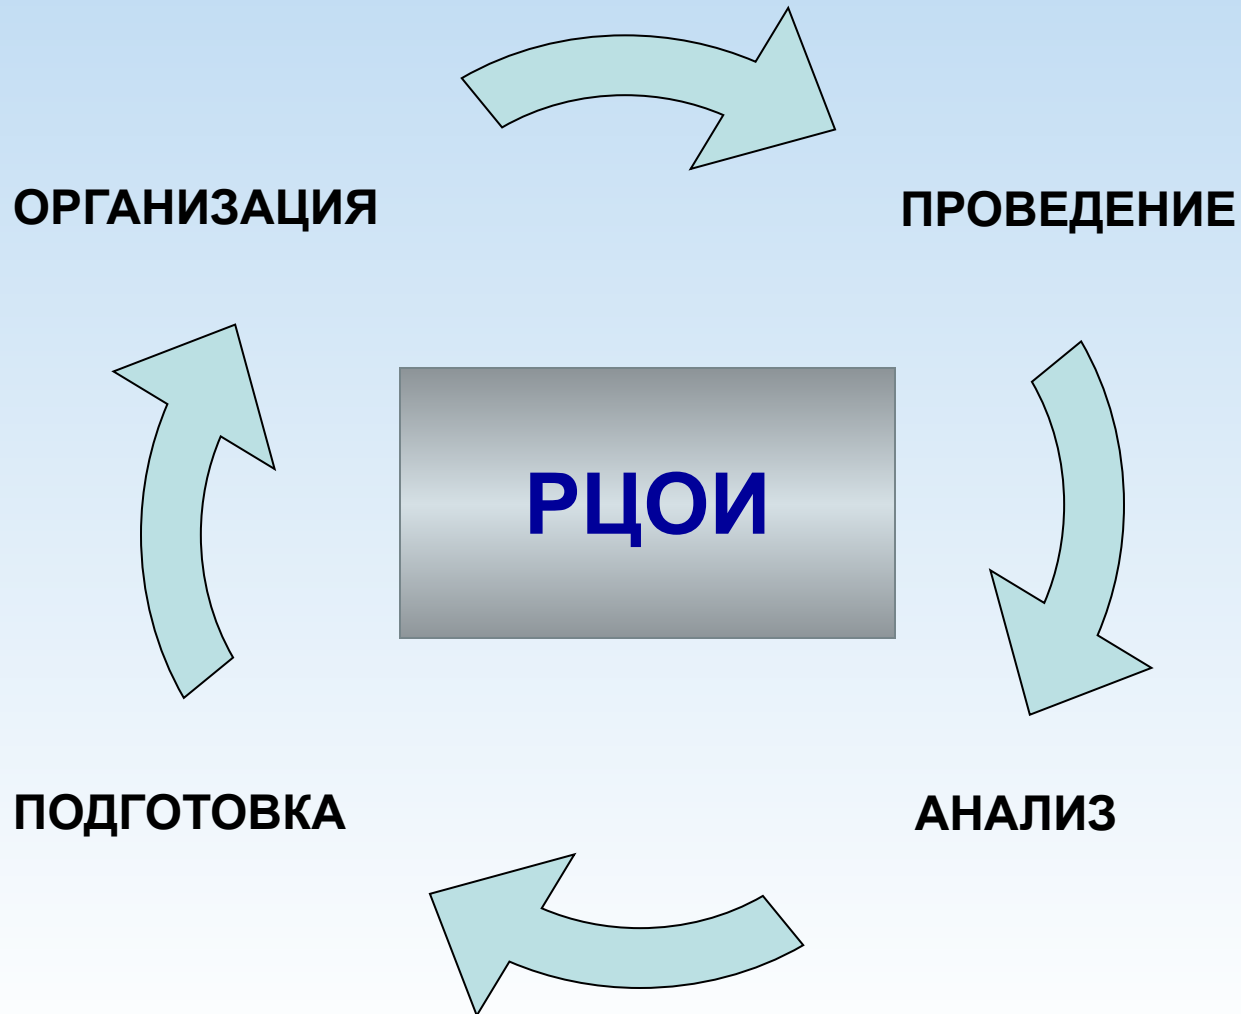 ОРГАНИЗАЦИЯ
ПРОВЕДЕНИЕ
РЦОИ
ПОДГОТОВКА
АНАЛИЗ